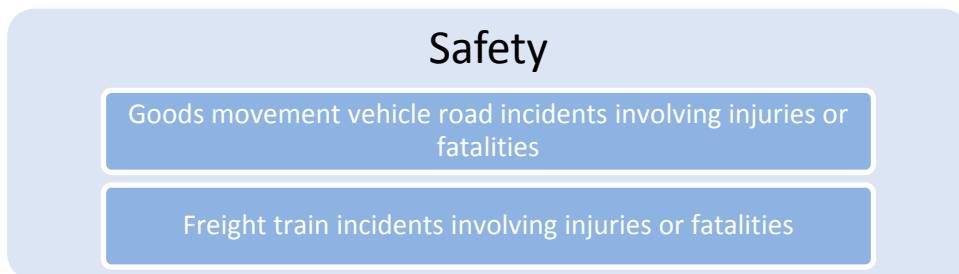 Safety
Goods movement vehicle road incidents involving injuries or
fatalities
Freight train incidents involving injuries or fatalities